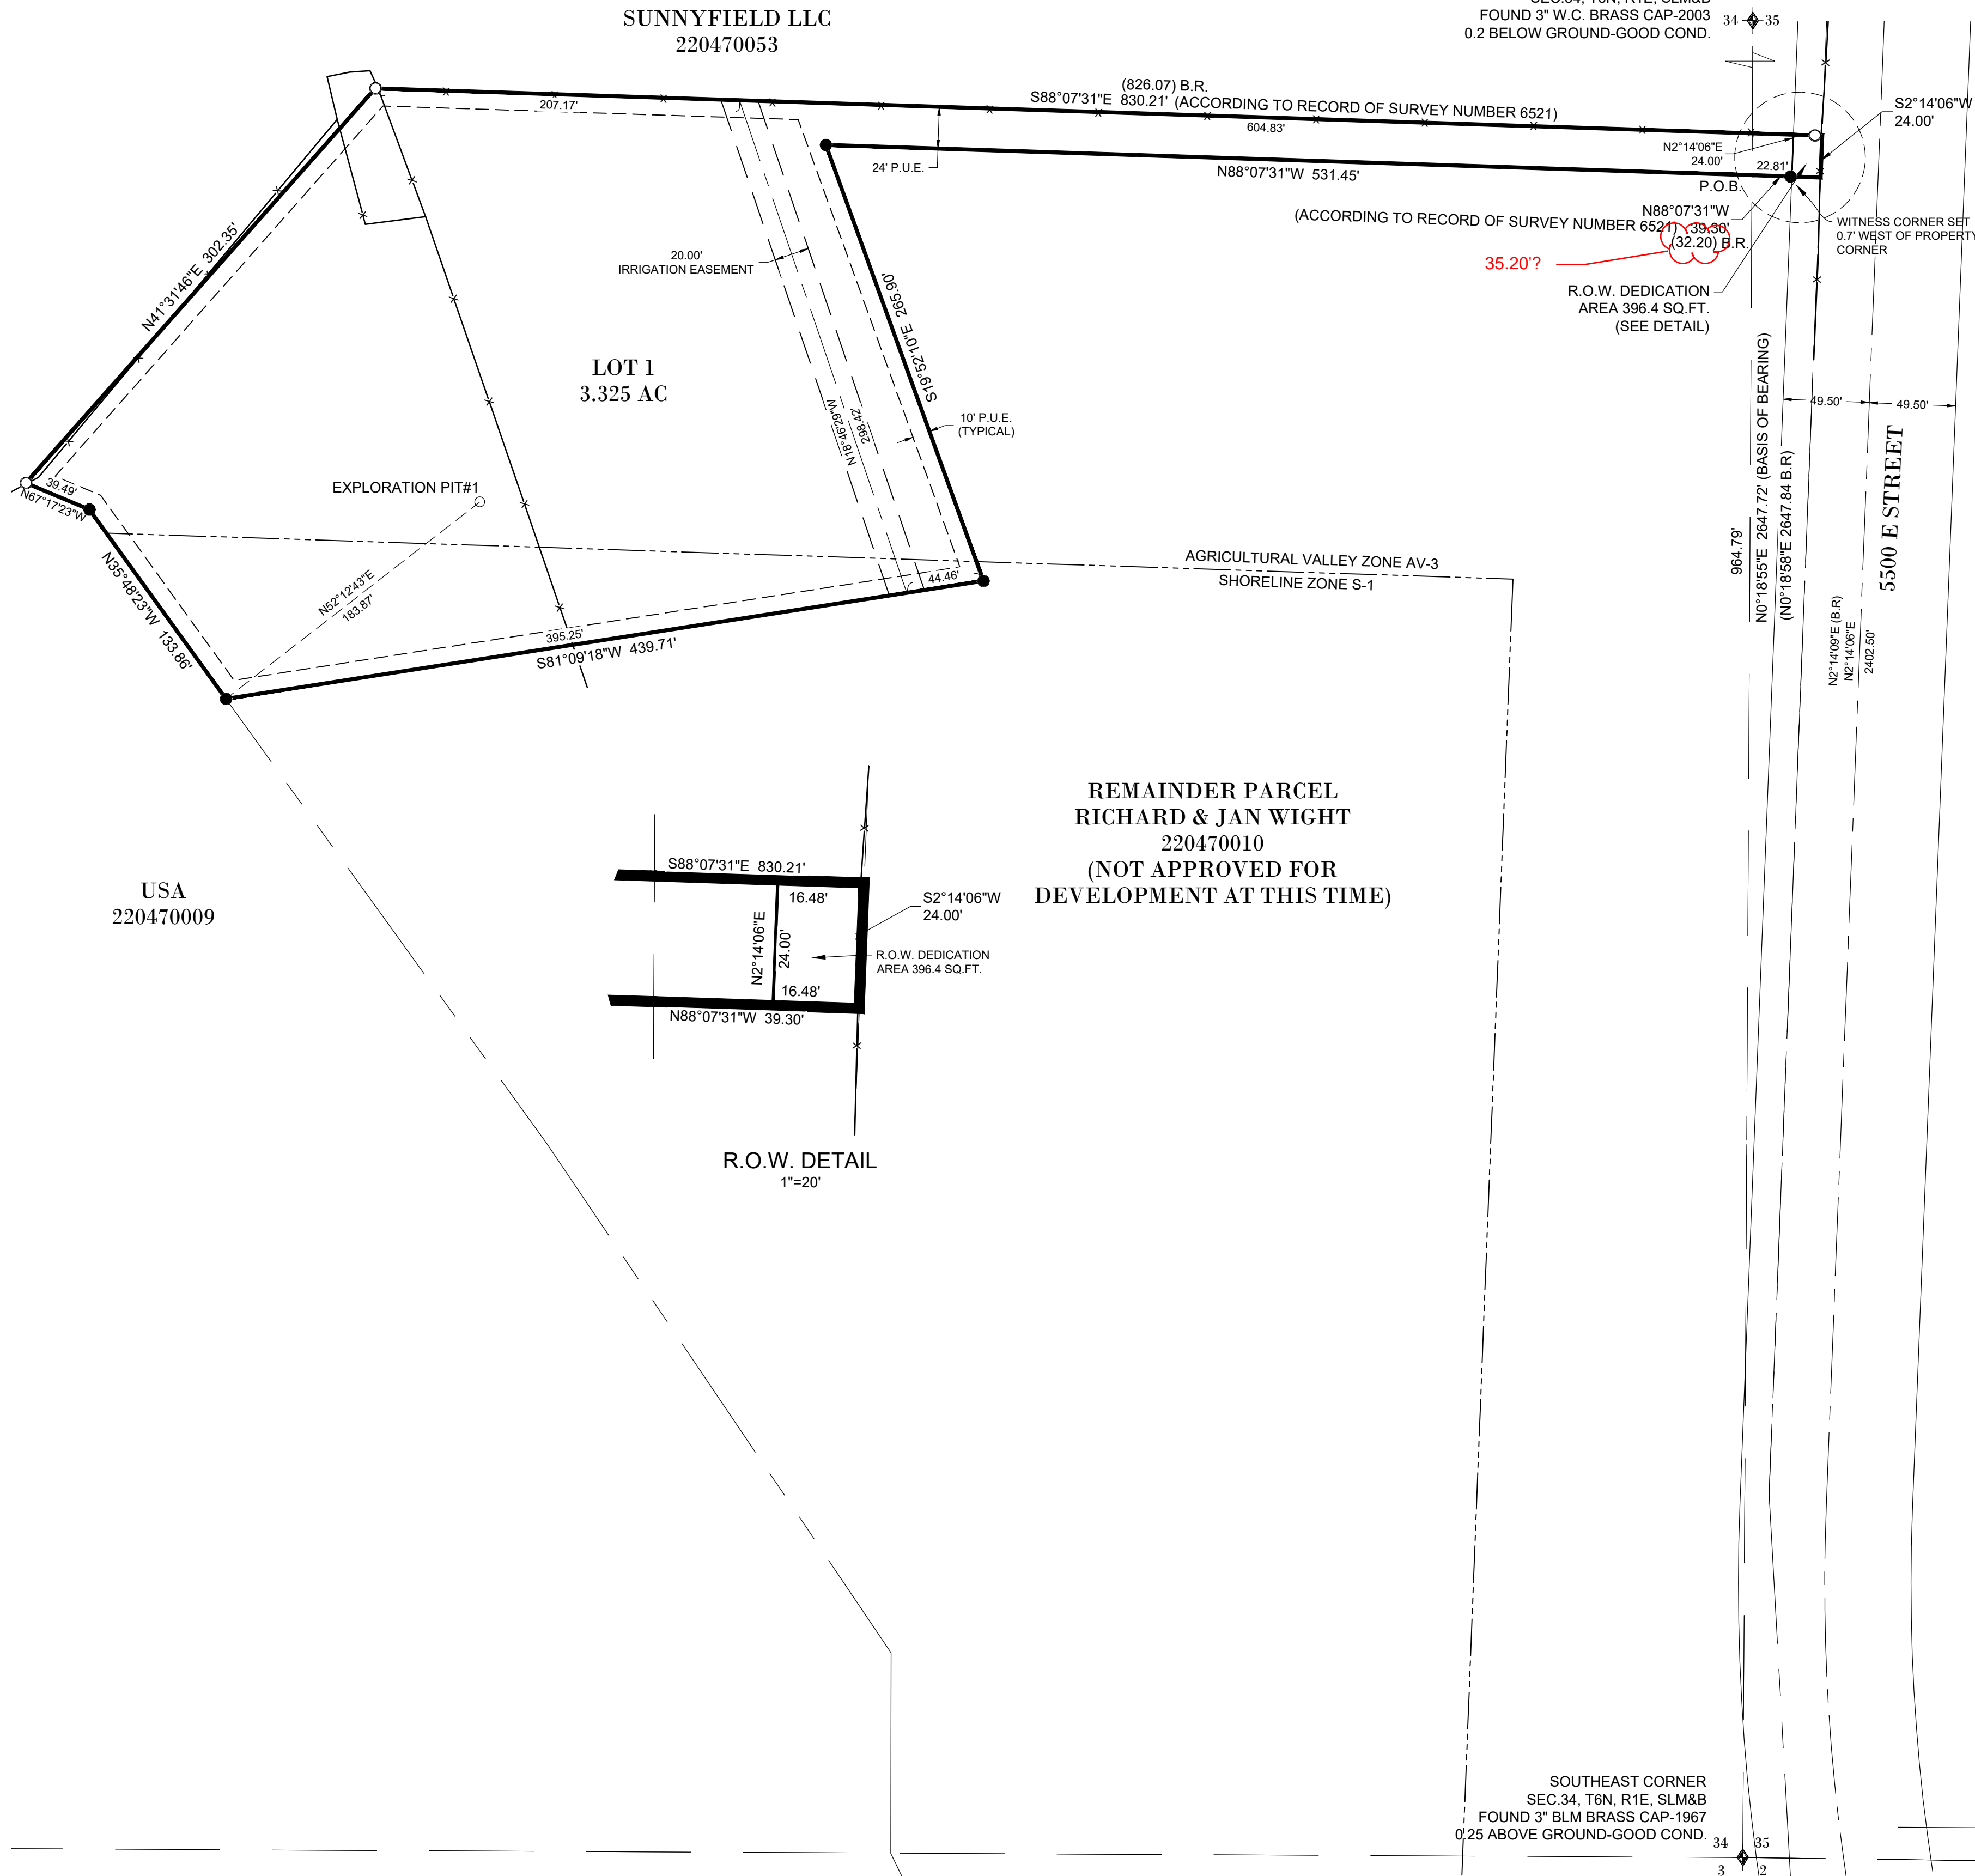 SUNNYFIELD LLC
220470053
SEC.34, T6N, R1E, SLM&B
FOUND 3" W.C. BRASS CAP-2003
0.2 BELOW GROUND-GOOD COND.
34 35
(826.07) B.R.
S88°07'31"E 830.21' (ACCORDING TO RECORD OF SURVEY NUMBER 6521)
207.17'
604.83'
S2°14'06"W
24.00'
N2°14'06"E
24.00'
22.81'
24' P.U.E.
N88°07'31"W 531.45'
P.O.B.
N88°07'31"W
(ACCORDING TO RECORD OF SURVEY NUMBER 6521) 39.30'
(32.20) B.R.
35.20'?
WITNESS CORNER SET
0.7' WEST OF PROPERTY
CORNER
R.O.W. DEDICATION
AREA 396.4 SQ.FT.
(SEE DETAIL)
N41°31'46"E 302.35'
20.00'
IRRIGATION EASEMENT
S19°52'10"E 265.90'
LOT 1
3.325 AC
N18°46'29"W
298.42'
10' P.U.E.
(TYPICAL)
49.50'
49.50'
5500 E STREET
964.79'
N0°18'55"E 2647.72' (BASIS OF BEARING)
(N0°18'58"E 2647.84 B.R)
N2°14'09"E (B.R)
N2°14'06"E
2402.50'
39.49'
N67°17'23"W
EXPLORATION PIT#1
N52°12'43"E
183.87'
N35°48'23"W 133.86'
AGRICULTURAL VALLEY ZONE AV-3
SHORELINE ZONE S-1
44.46'
395.25'
S81°09'18"W 439.71'
REMAINDER PARCEL
RICHARD & JAN WIGHT
220470010
(NOT APPROVED FOR
DEVELOPMENT AT THIS TIME)
USA
220470009
S88°07'31"E 830.21'
16.48'
S2°14'06"W
24.00'
N2°14'06"E
24.00'
R.O.W. DEDICATION
AREA 396.4 SQ.FT.
16.48'
N88°07'31"W 39.30'
R.O.W. DETAIL
1"=20'
SOUTHEAST CORNER
SEC.34, T6N, R1E, SLM&B
FOUND 3" BLM BRASS CAP-1967
0.25 ABOVE GROUND-GOOD COND.
34 35
3 2